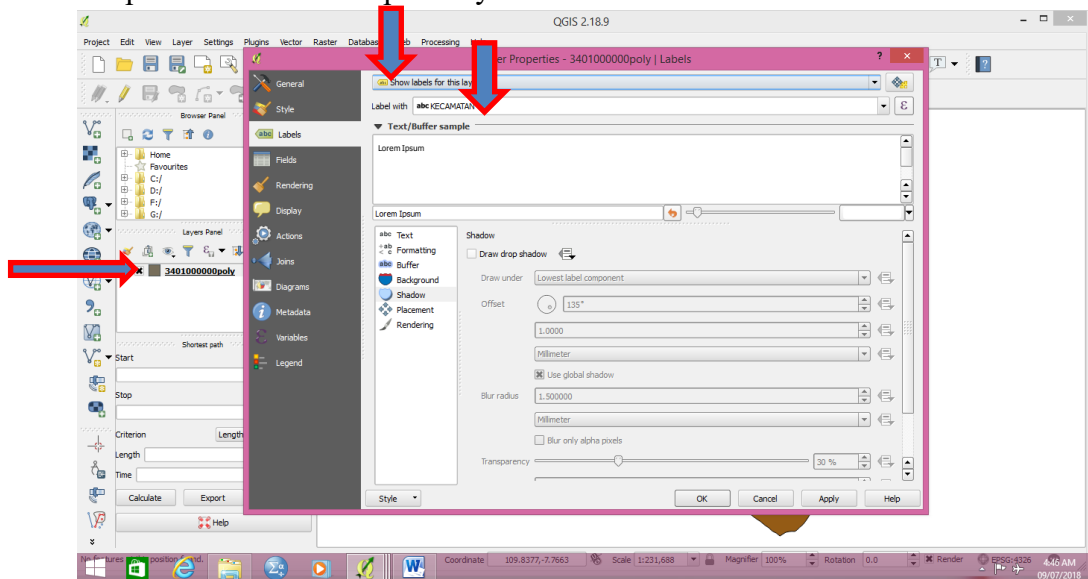 QGIS 2.18.9
Project Edit View Layer Settings Plugins Vector Raster Processing
er Properties - 3401000000poly | Labels
General
Style
Labels
Fields
Rendering
Display
Actions
Joins
Diagrams
Metadata
Variables
Legend
Show labels for this lay
Label with abc KECAMATAN
Text/Buffer sample
Lorem Ipsum
Lorem Ipsum
abc Text
Formatting
abc Buffer
Background
Shadow
Placement
Rendering
Shadow
Draw drop shadow
Draw under Lowest label component
Offset 135°
1.0000
Millimeter
Use global shadow
Blur radius 1.500000
Millimeter
Blur only alpha pixels
Transparency 30 %
Style OK Cancel Apply Help
Browser Panel
Home
Favourites
C:/
D:/
F:/
G:/
Layers Panel
3401000000poly
Shortest path
Start
Stop
Criterion Length
Length
Time
Calculate Export
Help
Coordinate 109.8377,-7.7663 Scale 1:231,688 Magnifier 100% Rotation 0.0 Render EPSG:4326
4:46 AM
09/07/2018